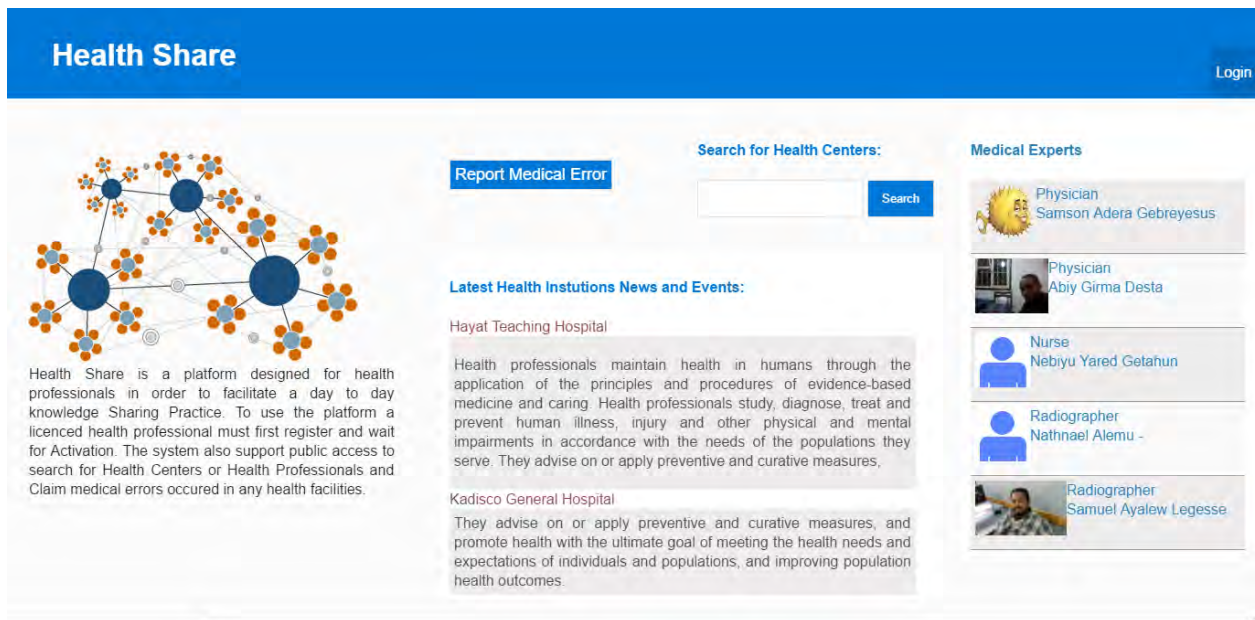 Health Share
Login
Health Share is a platform designed for health
professionals in order to facilitate a day to day
knowledge Sharing Practice. To use the platform a
licenced health professional must first register and wait
for Activation. The system also support public access to
search for Health Centers or Health Professionals and
Claim medical errors occured in any health facilities.
Report Medical Error
Search for Health Centers:
Search
Latest Health Instutions News and Events:
Hayat Teaching Hospital
Health professionals maintain health in humans through the
application of the principles and procedures of evidence-based
medicine and caring. Health professionals study, diagnose, treat and
prevent human illness, injury and other physical and mental
impairments in accordance with the needs of the populations they
serve. They advise on or apply preventive and curative measures,
Kadisco General Hospital
They advise on or apply preventive and curative measures, and
promote health with the ultimate goal of meeting the health needs and
expectations of individuals and populations, and improving population
health outcomes.
Medical Experts
Physician
Samson Adera Gebreyesus
Physician
Abiy Girma Desta
Nurse
Nebiyu Yared Getahun
Radiographer
Nathnael Alemu -
Radiographer
Samuel Ayalew Legesse